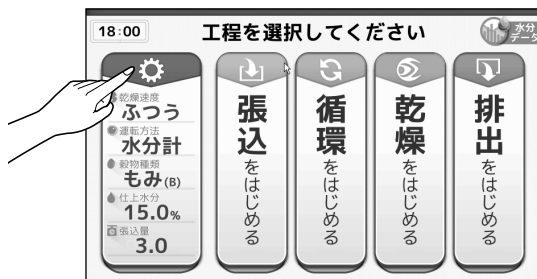 18:00
工程を選択してください
水分
データ
乾燥速度
ふつう
運転方法
水分計
穀物種類
もみ(B)
仕上水分
15.0%
張込量
3.0
張込をはじめる
循環をはじめる
乾燥をはじめる
排出をはじめる